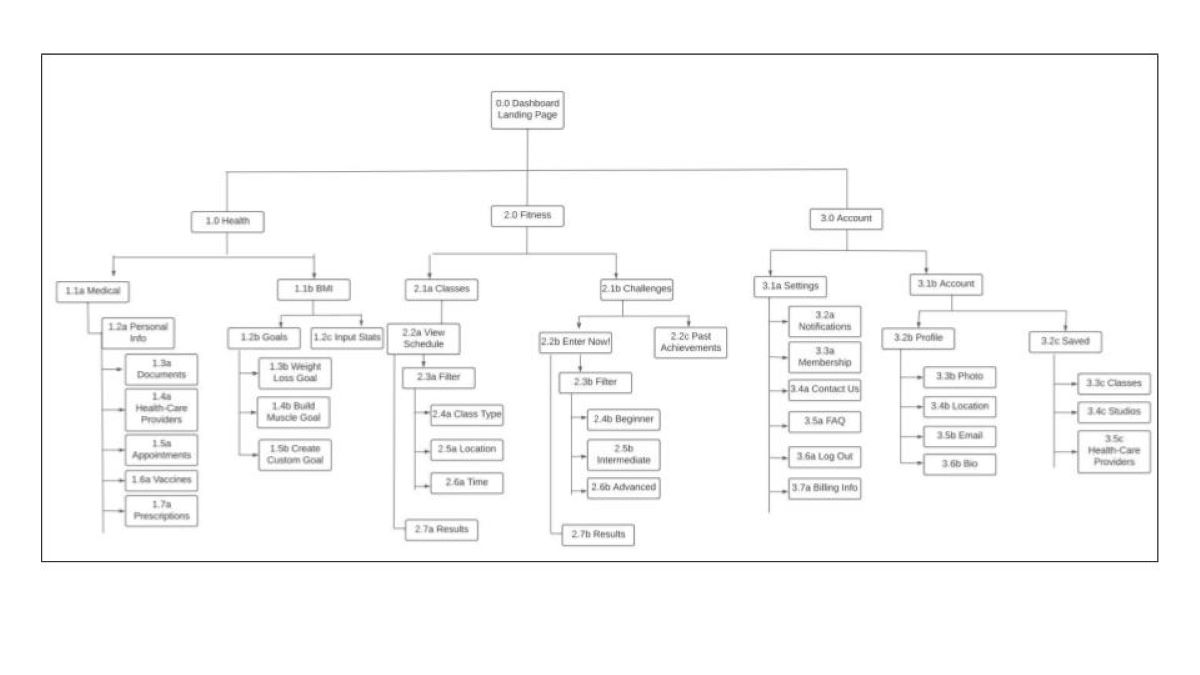 0.0 Dashboard
Landing Page
1.0 Health
2.0 Fitness
3.0 Account
1.1a Medical
1.1b BMI
2.1a Classes
2.1b Challenges
3.1a Settings
3.1b Account
1.2a Personal
Info
1.3a
Documents
1.4a
Health-Care
Providers
1.5a
Appointments
1.6a Vaccines
1.7a
Prescriptions
1.2b Goals
1.2c Input Stats
1.3b Weight
Loss Goal
1.4b Build
Muscle Goal
1.5b Create
Custom Goal
2.2a View
Schedule
2.3a Filter
2.4a Class Type
2.5a Location
2.6a Time
2.7a Results
2.2b Enter Now!
2.2c Past
Achievements
2.3b Filter
2.4b Beginner
2.5b
Intermediate
2.6b Advanced
2.7b Results
3.2a
Notifications
3.3a
Membership
3.4a Contact Us
3.5a FAQ
3.6a Log Out
3.7a Billing Info
3.2b Profile
3.3b Photo
3.4b Location
3.5b Email
3.6b Bio
3.2c Saved
3.3c Classes
3.4c Studios
3.5c
Health-Care
Providers